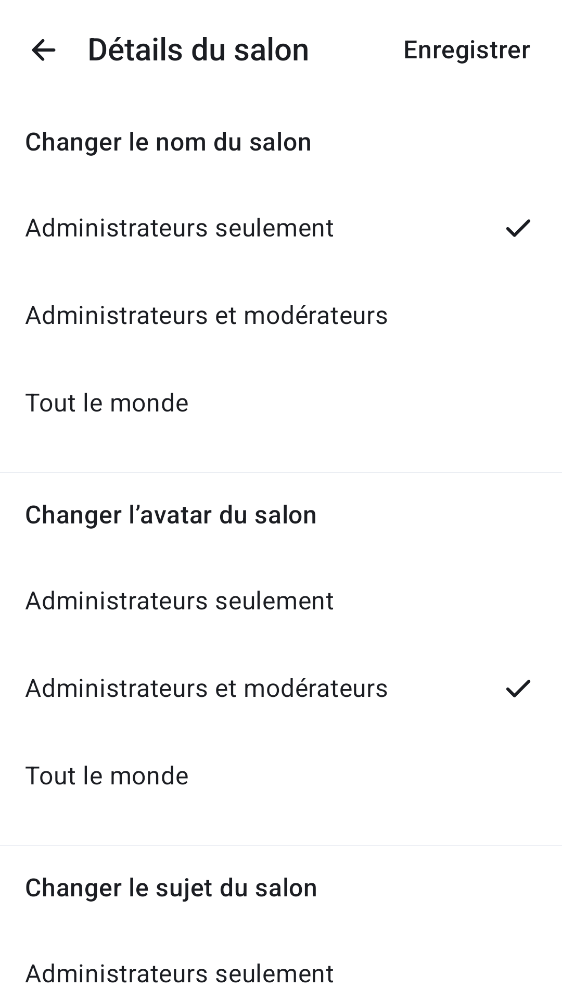 Détails du salon
Enregistrer
Changer le nom du salon
Administrateurs seulement
Administrateurs et modérateurs
Tout le monde
Changer l’avatar du salon
Administrateurs seulement
Administrateurs et modérateurs
Tout le monde
Changer le sujet du salon
Administrateurs seulement